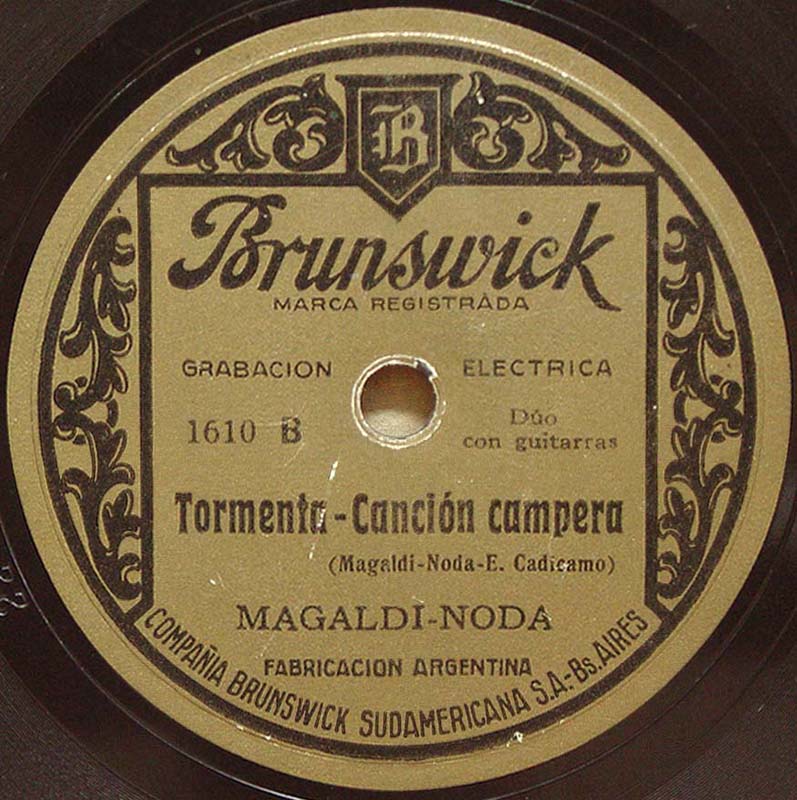 B
Brunswick
MARCA REGISTRADA
GRABACION ELECTRICA
1610 B
Dúo
con guitarras
Tormenta - Canción campera
(Magaldi-Noda-E. Cadicamo)
MAGALDI-NODA
FABRICACION ARGENTINA
COMPAÑIA BRUNSWICK SUDAMERICANA S.A.-Bs. AIRES